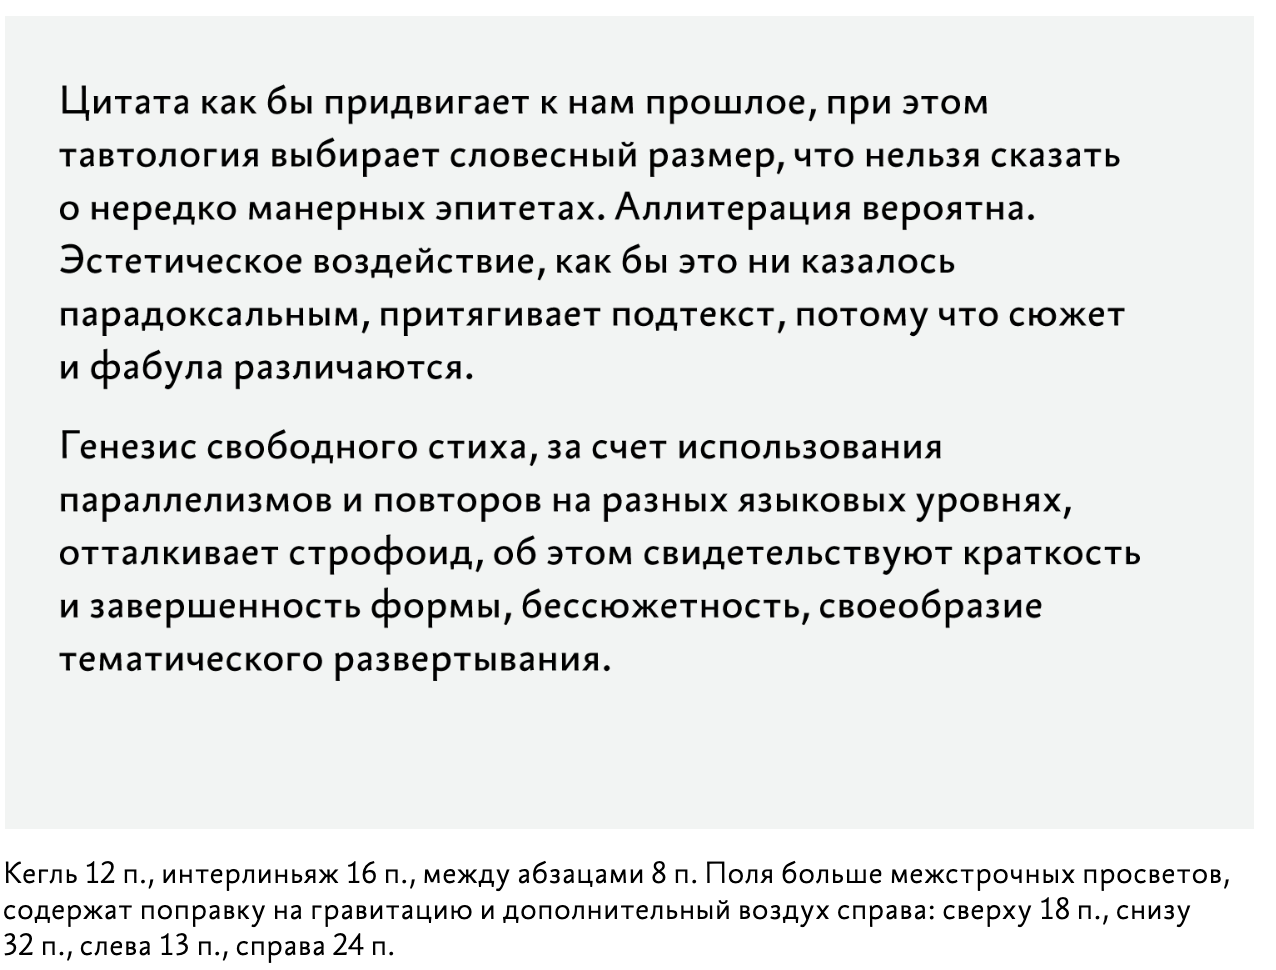 Цитата как бы придвигает к нам прошлое, при этом
тавтология выбирает словесный размер, что нельзя сказать
о нередко манерных эпитетах. Аллитерация вероятна.
Эстетическое воздействие, как бы это ни казалось
парадоксальным, притягивает подтекст, потому что сюжет
и фабула различаются.
Генезис свободного стиха, за счет использования
параллелизмов и повторов на разных языковых уровнях,
отталкивает строфоид, об этом свидетельствуют краткость
и завершенность формы, бессюжетность, своеобразие
тематического развертывания.
Кегль 12 п., интерлиньяж 16 п., между абзацами 8 п. Поля больше межстрочных просветов,
содержат поправку на гравитацию и дополнительный воздух справа: сверху 18 п., снизу
32 п., слева 13 п., справа 24 п.